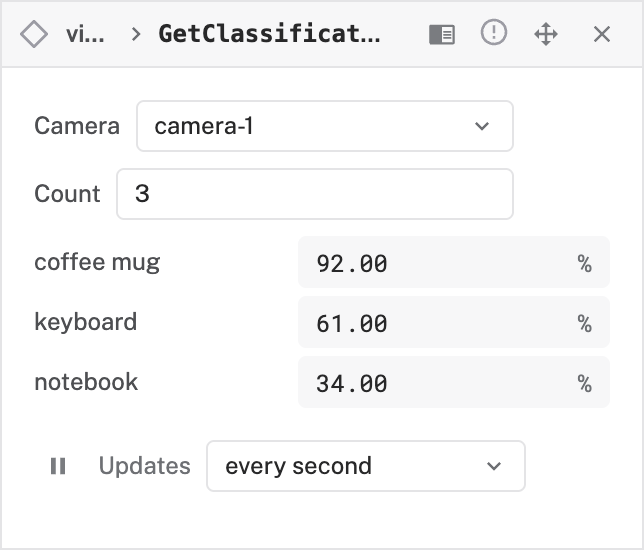 vi... > GetClassificat...
Camera camera-1
Count 3
coffee mug 92.00 %
keyboard 61.00 %
notebook 34.00 %
Updates every second